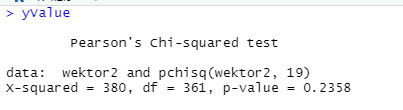 > yValue
Pearson's Chi-squared test
data:  wektor2 and pchisq(wektor2, 19)
X-squared = 380, df = 361, p-value = 0.2358